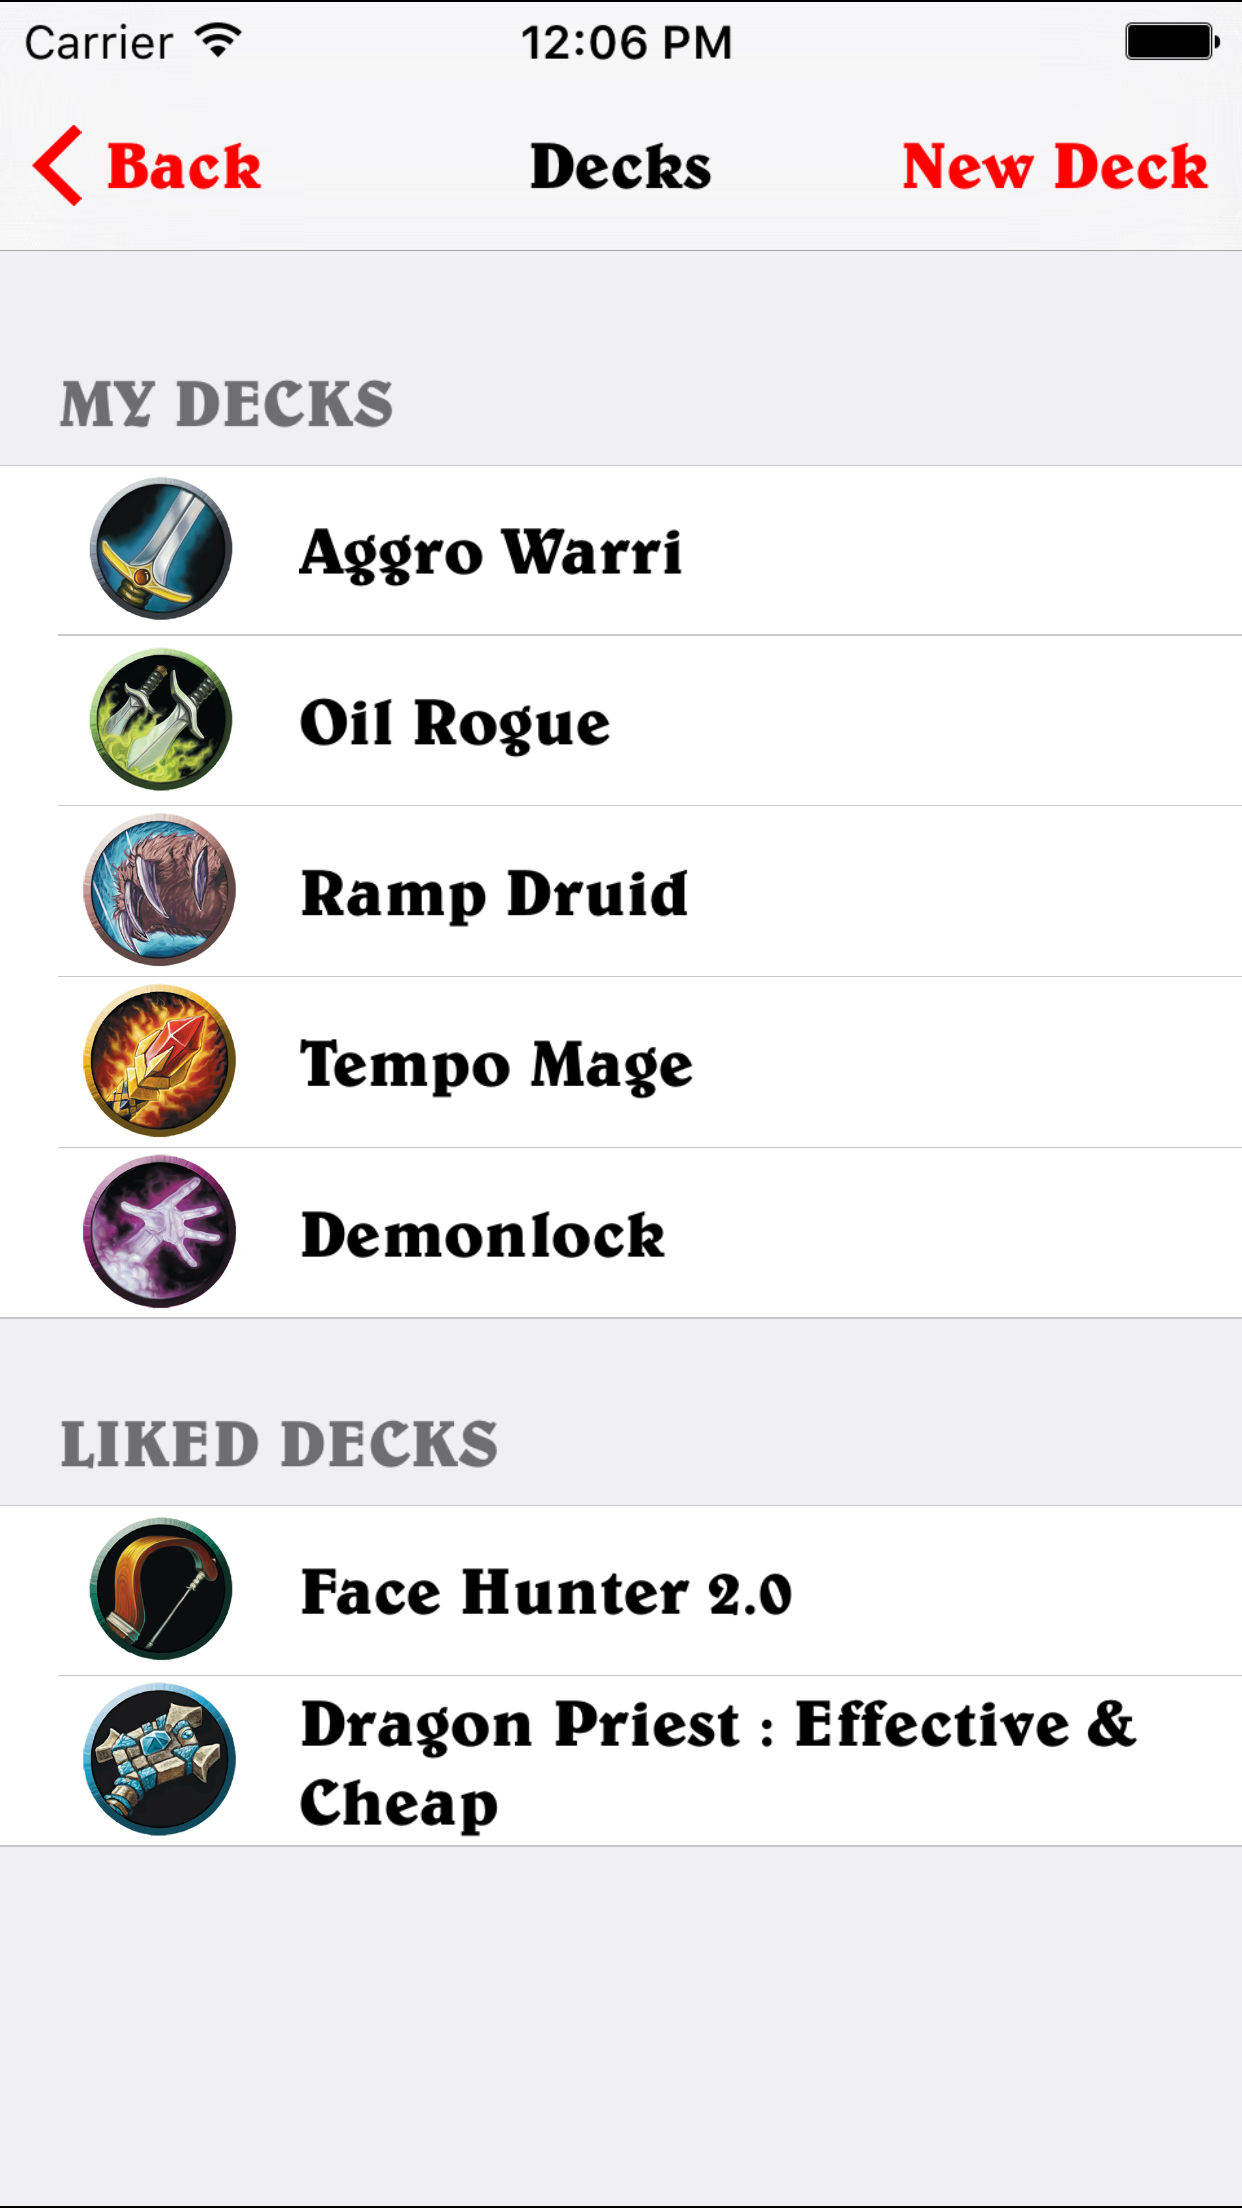 Carrier 12:06 PM
Back Decks New Deck
MY DECKS
Aggro Warri
Oil Rogue
Ramp Druid
Tempo Mage
Demonlock
LIKED DECKS
Face Hunter 2.0
Dragon Priest : Effective &
Cheap